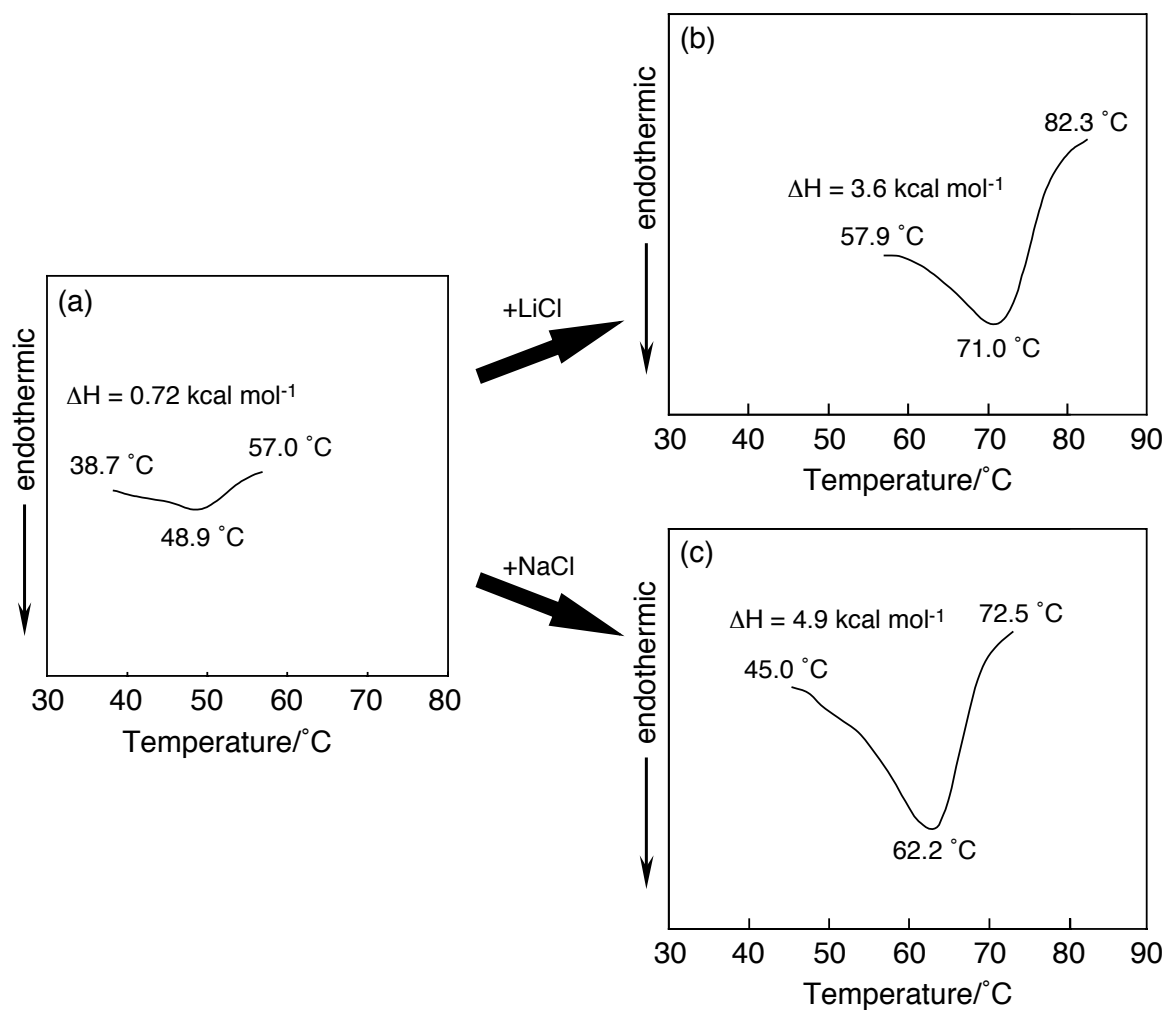 (a)
endothermic
ΔH = 0.72 kcal mol-1
38.7 ˚C
57.0 ˚C
48.9 ˚C
30 40 50 60 70 80
Temperature/˚C
+LiCl
+NaCl
(b)
endothermic
82.3 ˚C
ΔH = 3.6 kcal mol-1
57.9 ˚C
71.0 ˚C
30 40 50 60 70 80 90
Temperature/˚C
(c)
endothermic
ΔH = 4.9 kcal mol-1
72.5 ˚C
45.0 ˚C
62.2 ˚C
30 40 50 60 70 80 90
Temperature/˚C